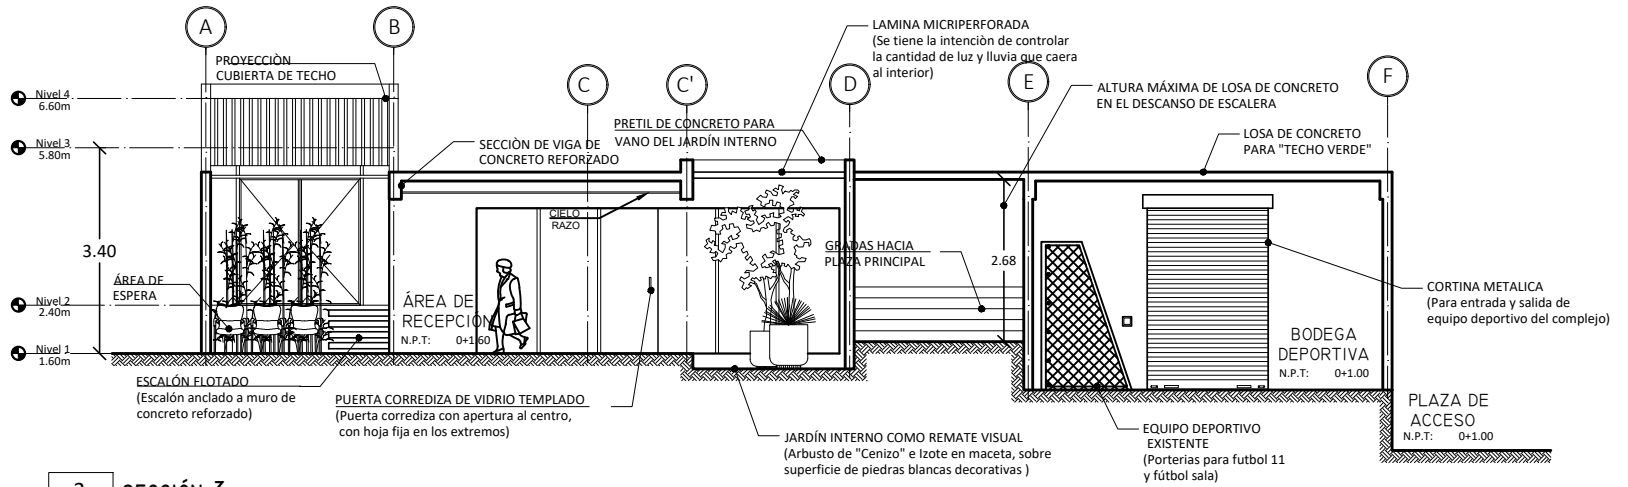 A
B
C
C'
D
E
F
PROYECCIÒN
CUBIERTA DE TECHO
LAMINA MICRIPERFORADA
(Se tiene la intenciòn de controlar
la cantidad de luz y lluvia que caera
al interior)
ALTURA MÁXIMA DE LOSA DE CONCRETO
EN EL DESCANSO DE ESCALERA
Nivel 4
6.60m
Nivel 3
5.80m
SECCIÒN DE VIGA DE
CONCRETO REFORZADO
PRETIL DE CONCRETO PARA
VANO DEL JARDÍN INTERNO
LOSA DE CONCRETO
PARA "TECHO VERDE"
CIELO
RAZO
3.40
GRADAS HACIA
PLAZA PRINCIPAL
2.68
ÁREA DE
ESPERA
Nivel 2
2.40m
ÁREA DE
RECEPCIÓN
N.P.T: 0+1.60
CORTINA METALICA
(Para entrada y salida de
equipo deportivo del complejo)
BODEGA
DEPORTIVA
N.P.T: 0+1.00
Nivel 1
1.60m
ESCALÓN FLOTADO
(Escalón anclado a muro de
concreto reforzado)
PUERTA CORREDIZA DE VIDRIO TEMPLADO
(Puerta corrediza con apertura al centro,
con hoja fija en los extremos)
JARDÍN INTERNO COMO REMATE VISUAL
(Arbusto de "Cenizo" e Izote en maceta, sobre
superficie de piedras blancas decorativas )
EQUIPO DEPORTIVO
EXISTENTE
(Porterias para futbol 11
y fútbol sala)
PLAZA DE
ACCESO
N.P.T: 0+1.00
SECCIÓN 3